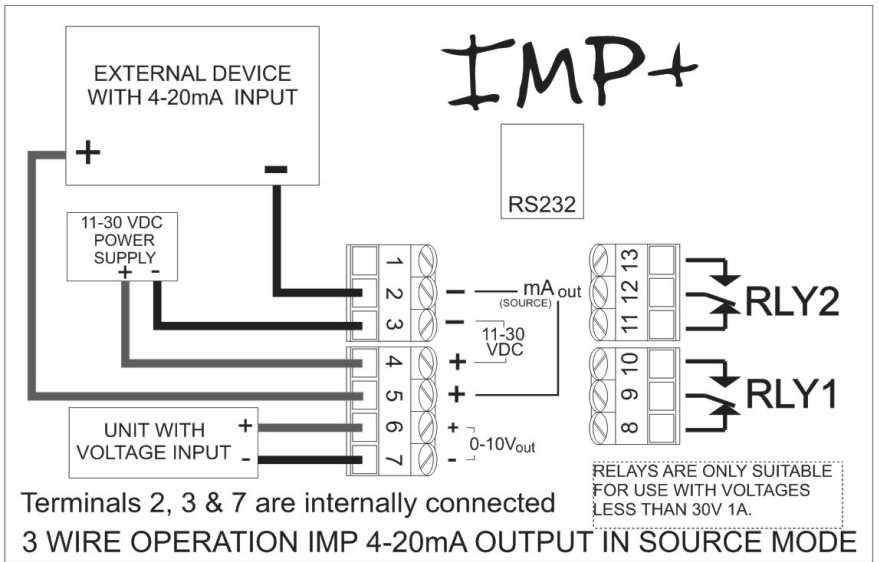 IMP+
EXTERNAL DEVICE
WITH 4-20mA INPUT
+
-
RS232
11-30 VDC
POWER
SUPPLY
+ -
1
2
3
4
5
6
7
- mA out
(SOURCE)
-
11-30
VDC
+
+
+
0-10Vout
-
UNIT WITH
VOLTAGE INPUT
+
-
13
12
11
RLY2
10
9
8
RLY1
RELAYS ARE ONLY SUITABLE
FOR USE WITH VOLTAGES
LESS THAN 30V 1A.
Terminals 2, 3 & 7 are internally connected
3 WIRE OPERATION IMP 4-20mA OUTPUT IN SOURCE MODE